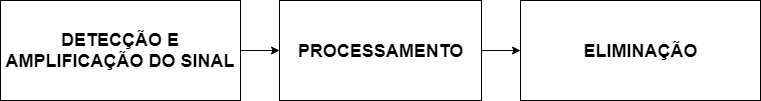 DETECÇÃO E
AMPLIFICAÇÃO DO SINAL
PROCESSAMENTO
ELIMINAÇÃO